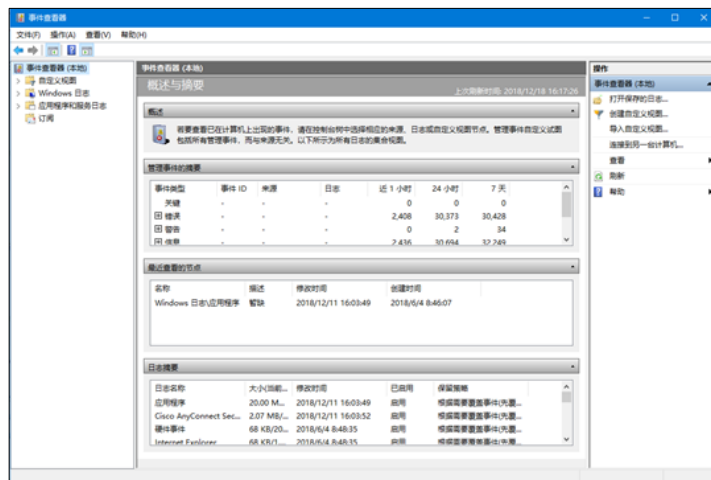 事件查看器
文件(F) 操作(A) 查看(V) 帮助(H)
事件查看器 (本地)
自定义视图
Windows 日志
应用程序和服务日志
订阅
事件查看器 (本地)
概述与摘要
上次刷新时间: 2018/12/18 16:17:26
概述
若要查看已在计算机上出现的事件，请在控制台树中选择相应的来源、日志或自定义视图节点。管理事件自定义试图
包括所有管理事件，而与来源无关。以下所示为所有日志的集合视图。
管理事件的摘要
事件类型 事件 ID 来源 日志 近 1 小时 24 小时 7 天
关键 - - - 0 0 0
错误 - - - 2,408 30,373 30,428
警告 - - - 0 2 34
信息 - - - 2,436 30,694 32,249
最近查看的节点
名称 描述 修改时间 创建时间
Windows 日志\应用程序 暂缺 2018/12/11 16:03:49 2018/6/4 8:46:07
日志摘要
日志名称 大小(当前... 修改时间 已启用 保留策略
应用程序 20.00 M... 2018/12/11 16:03:49 启用 根据需要覆盖事件(先覆...
Cisco AnyConnect Sec... 2.07 MB/... 2018/12/11 16:03:52 启用 根据需要覆盖事件(先覆...
硬件事件 68 KB/20... 2018/6/4 8:48:35 启用 根据需要覆盖事件(先覆...
Internet Explorer 68 KB/1... 2018/6/4 8:48:35 启用 根据需要覆盖事件(先覆...
操作
事件查看器 (本地)
打开保存的日志...
创建自定义视图...
导入自定义视图...
连接到另一台计算机...
查看
刷新
帮助